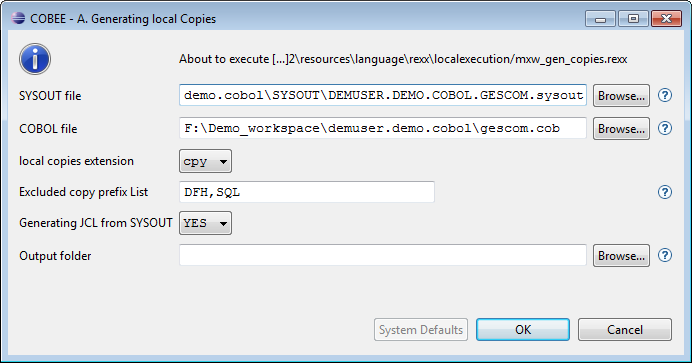 COBEE - A. Generating local Copies
About to execute [...]2\resources\language\rexx\localexecution/mxw_gen_copies.rexx
SYSOUT file demo.cobol\SYSOUT\DEMUSER.DEMO.COBOL.GESCOM.sysout Browse... ?
COBOL file F:\Demo_workspace\demuser.demo.cobol\gescom.cob Browse... ?
local copies extension cpy
Excluded copy prefix List DFH,SQL ?
Generating JCL from SYSOUT YES
Output folder Browse... ?
System Defaults OK Cancel